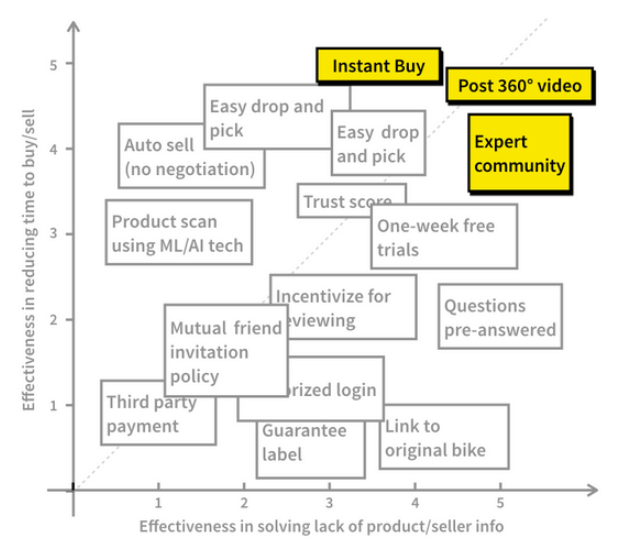 5
Instant Buy
Post 360° video
Easy drop and
pick
Expert
community
Easy drop
and pick
4
Auto sell
(no negotiation)
Trust score
Product scan
using ML/AI tech
One-week free
trials
3
Incentivize for
eviewing
Questions
pre-answered
2
Mutual friend
invitation
policy
orized login
Third party
payment
1
Guarantee
label
Link to
original bike
1
2
3
4
5
Effectiveness in reducing time to buy/sell
Effectiveness in solving lack of product/seller info